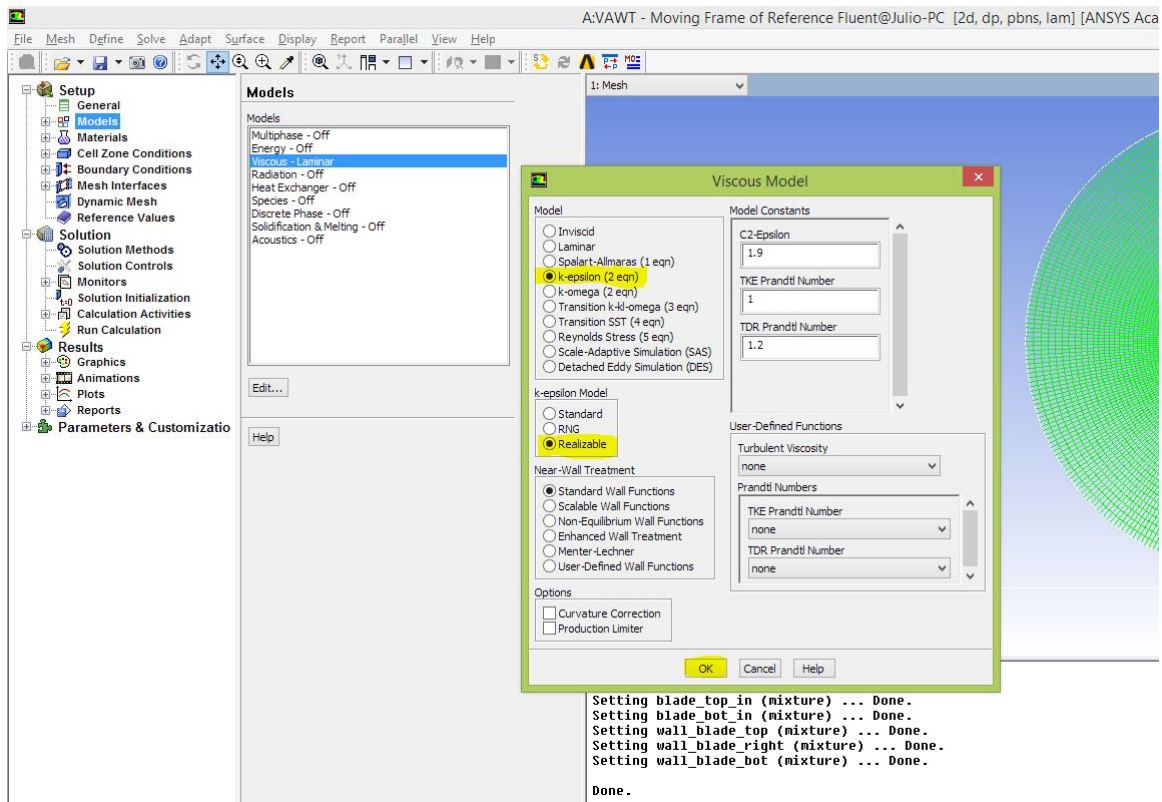 A:VAWT - Moving Frame of Reference Fluent@Julio-PC [2d, dp, pbns, lam] [ANSYS Aca
File Mesh Define Solve Adapt Surface Display Report Parallel View Help
Setup
General
Models
Materials
Cell Zone Conditions
Boundary Conditions
Mesh Interfaces
Dynamic Mesh
Reference Values
Solution
Solution Methods
Solution Controls
Monitors
Solution Initialization
Calculation Activities
Run Calculation
Results
Graphics
Animations
Plots
Reports
Parameters & Customizatio
Models
Models
Multiphase - Off
Energy - Off
Viscous - Laminar
Radiation - Off
Heat Exchanger - Off
Species - Off
Discrete Phase - Off
Solidification & Melting - Off
Acoustics - Off
Edit...
Help
1: Mesh
Viscous Model
Model
Inviscid
Laminar
Spalart-Allmaras (1 eqn)
k-epsilon (2 eqn)
k-omega (2 eqn)
Transition k-kl-omega (3 eqn)
Transition SST (4 eqn)
Reynolds Stress (5 eqn)
Scale-Adaptive Simulation (SAS)
Detached Eddy Simulation (DES)
k-epsilon Model
Standard
RNG
Realizable
Near-Wall Treatment
Standard Wall Functions
Scalable Wall Functions
Non-Equilibrium Wall Functions
Enhanced Wall Treatment
Menter-Lechner
User-Defined Wall Functions
Options
Curvature Correction
Production Limiter
Model Constants
C2-Epsilon
1.9
TKE Prandtl Number
1
TDR Prandtl Number
1.2
User-Defined Functions
Turbulent Viscosity
none
Prandtl Numbers
TKE Prandtl Number
none
TDR Prandtl Number
none
OK Cancel Help
Setting blade_top_in (mixture) ... Done.
Setting blade_bot_in (mixture) ... Done.
Setting wall_blade_top (mixture) ... Done.
Setting wall_blade_right (mixture) ... Done.
Setting wall_blade_bot (mixture) ... Done.
Done.